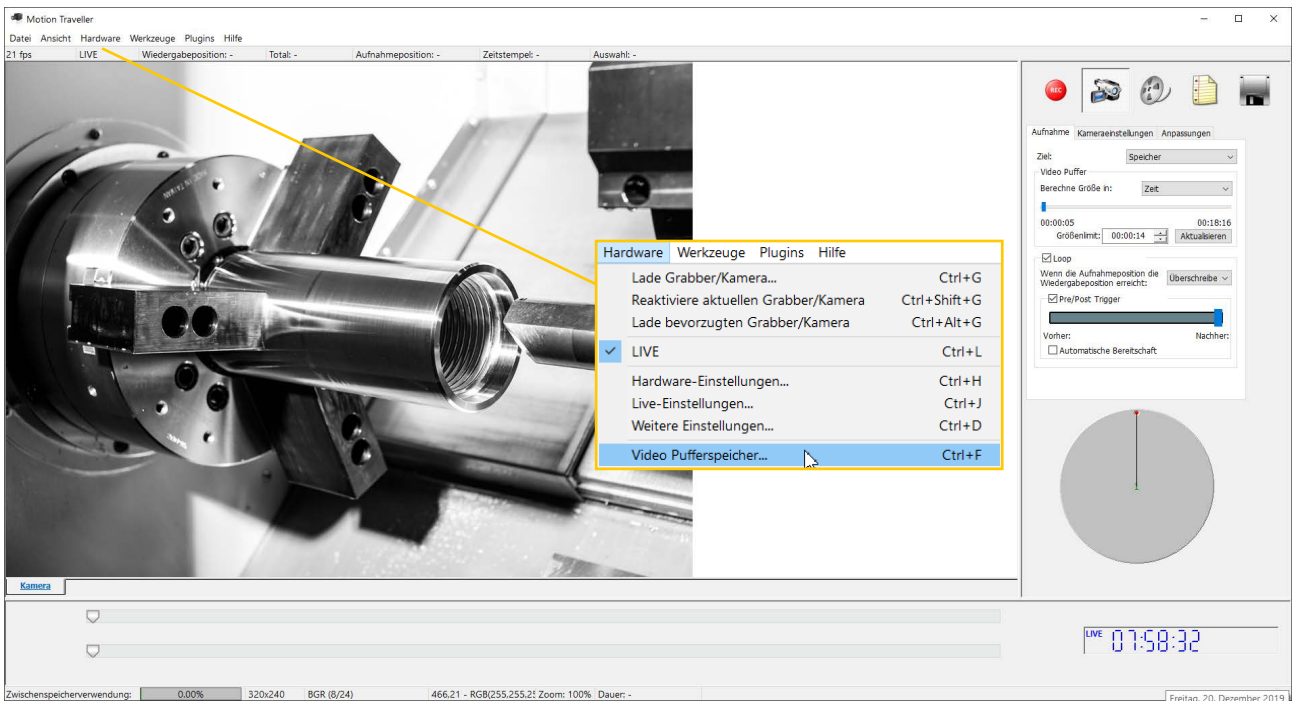 Motion Traveller
Datei Ansicht Hardware Werkzeuge Plugins Hilfe
21 fps LIVE Wiedergabeposition: - Total: - Aufnahmeposition: - Zeitstempel: - Auswahl: -
REC
Aufnahme Kameraeinstellungen Anpassungen
Ziel: Speicher
Video Puffer
Berechne Größe in: Zeit
00:00:05 00:18:16
Größenlimit: 00:00:14 Aktualisieren
Loop
Wenn die Aufnahmeposition die
Wiedergabeposition erreicht: Überschreibe
Pre/Post Trigger
Vorher: Nachher:
Automatische Bereitschaft
Hardware Werkzeuge Plugins Hilfe
Lade Grabber/Kamera... Ctrl+G
Reaktiviere aktuellen Grabber/Kamera Ctrl+Shift+G
Lade bevorzugten Grabber/Kamera Ctrl+Alt+G
LIVE Ctrl+L
Hardware-Einstellungen... Ctrl+H
Live-Einstellungen... Ctrl+J
Weitere Einstellungen... Ctrl+D
Video Pufferspeicher... Ctrl+F
Kamera
LIVE 07:58:32
Zwischenspeicherverwendung: 0.00% 320x240 BGR (8/24) 466,21 - RGB(255,255,25 Zoom: 100% Dauer: -
Freitag, 20. Dezember 2019